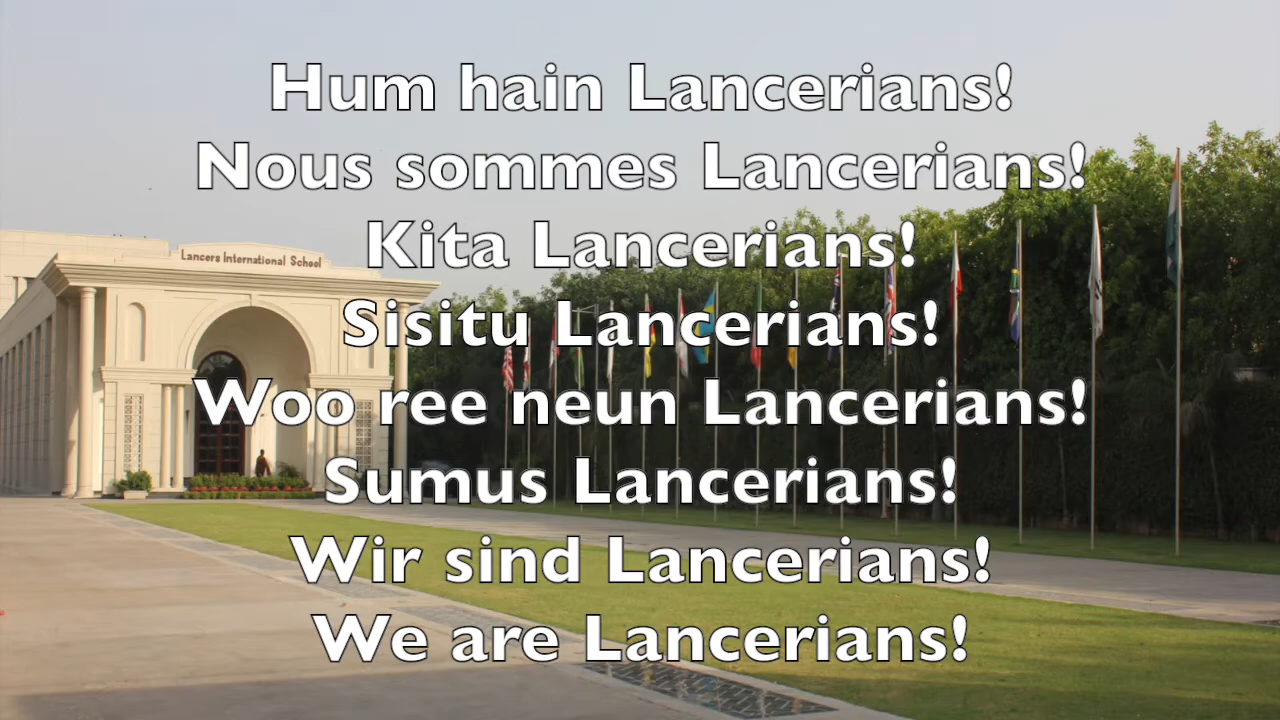 Hum hain Lancerians!
Nous sommes Lancerians!
Kita Lancerians!
Lancers International School
Sisitu Lancerians!
Woo ree neun Lancerians!
Sumus Lancerians!
Wir sind Lancerians!
We are Lancerians!